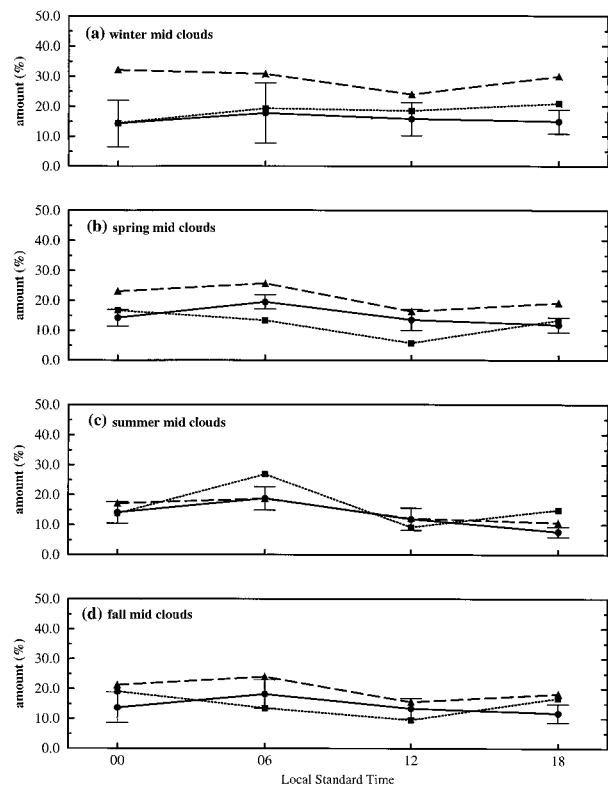 50.0
(a) winter mid clouds
40.0
30.0
20.0
10.0
0.0
amount (%)
50.0
(b) spring mid clouds
40.0
30.0
20.0
10.0
0.0
amount (%)
50.0
(c) summer mid clouds
40.0
30.0
20.0
10.0
0.0
amount (%)
50.0
(d) fall mid clouds
40.0
30.0
20.0
10.0
0.0
amount (%)
00 06 12 18
Local Standard Time